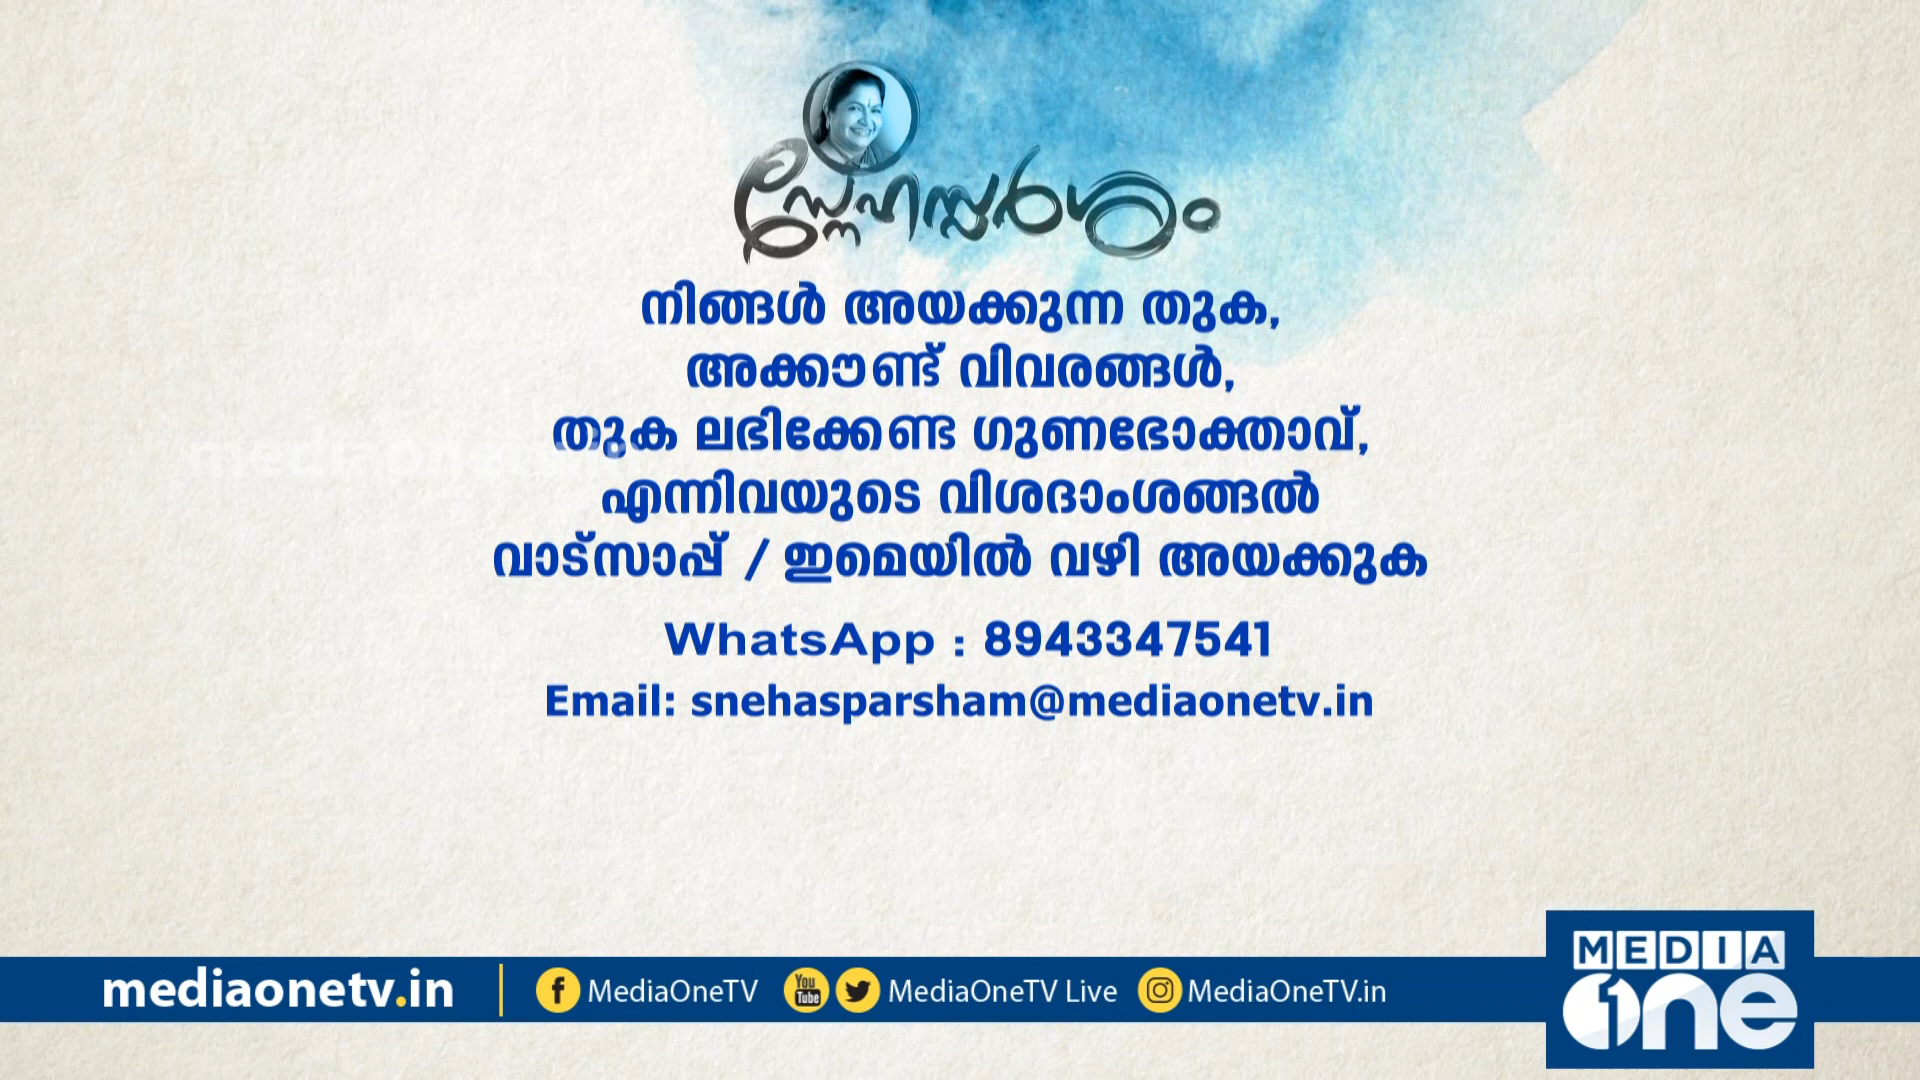 സ്നേഹസ്പർശം
നിങ്ങൾ അയക്കുന്ന തുക,
അക്കൗണ്ട് വിവരങ്ങൾ,
തുക ലഭിക്കേണ്ട ഗുണഭോക്താവ്,
എന്നിവയുടെ വിശദാംശങ്ങൽ
വാട്സാപ്പ് / ഇമെയിൽ വഴി അയക്കുക
WhatsApp : 8943347541
Email: snehasparsham@mediaonetv.in
mediaonetv.in
MediaOneTV
You Tube
MediaOneTV Live
MediaOneTV.in
MEDIA
one